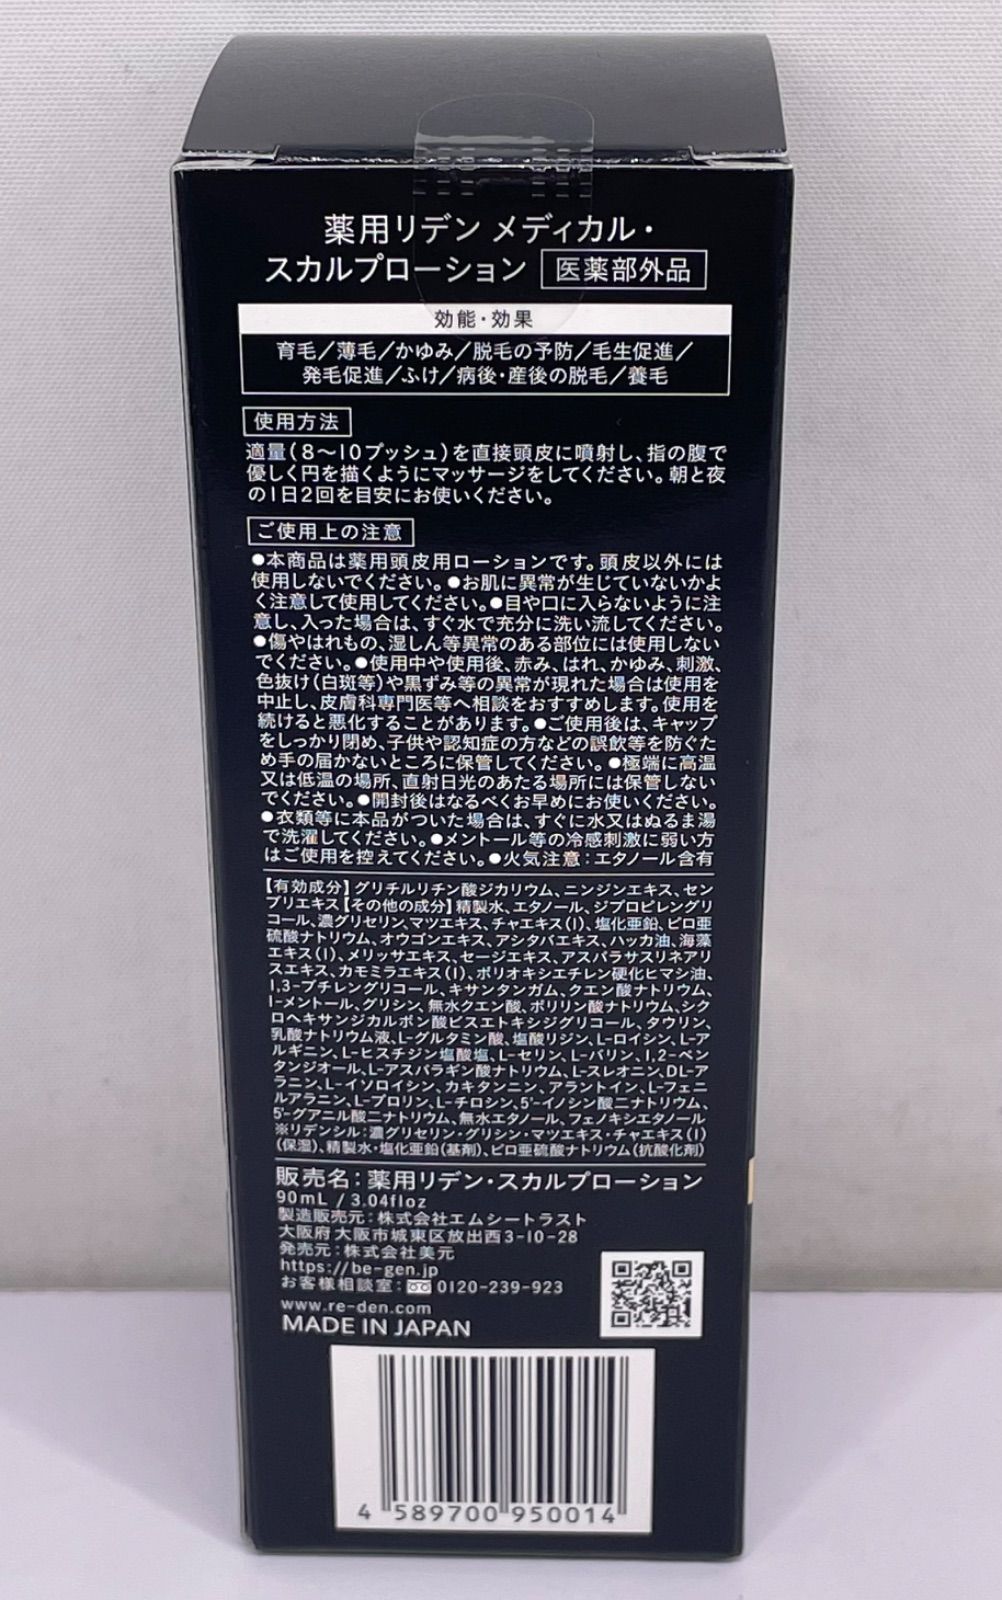 薬用リデン メディカル・
スカルプローション 医薬部外品
効能・効果
育毛／薄毛／かゆみ／脱毛の予防／毛生促進／
発毛促進／ふけ／病後・産後の脱毛／養毛
使用方法
適量(8〜10プッシュ)を直接頭皮に噴射し、指の腹で
優しく円を描くようにマッサージをしてください。朝と夜
の1日2回を目安にお使いください。
ご使用上の注意
●本商品は薬用頭皮用ローションです。頭皮以外には
使用しないでください。●お肌に異常が生じていないかよ
く注意して使用してください。●目や口に入らないように注
意し、入った場合は、すぐ水で充分に洗い流してください。
●傷やはれもの、湿しん等異常のある部位には使用しない
でください。●使用中や使用後、赤み、はれ、かゆみ、刺激、
色抜け(白斑等)や黒ずみ等の異常が現れた場合は使用を
中止し、皮膚科専門医等へ相談をおすすめします。使用を
続けると悪化することがあります。●ご使用後は、キャップ
をしっかり閉め、子供や認知症の方などの誤飲等を防ぐた
め手の届かないところに保管してください。●極端に高温
又は低温の場所、直射日光のあたる場所には保管しない
でください。●開封後はなるべくお早めにお使いください。
●衣類等に本品がついた場合は、すぐに水又はぬるま湯
で洗濯してください。●メントール等の冷感刺激に弱い方
はご使用を控えてください。●火気注意：エタノール含有
【有効成分】グリチルリチン酸ジカリウム、ニンジンエキス、セン
ブリエキス【その他の成分】精製水、エタノール、ジプロピレングリ
コール、濃グリセリン、マツエキス、チャエキス(1)、塩化亜鉛、ピロ亜
硫酸ナトリウム、オウゴンエキス、アシタバエキス、ハッカ油、海藻
エキス(1)、メリッサエキス、セージエキス、アスパラサスリネアリ
スエキス、カモミラエキス(1)、ポリオキシエチレン硬化ヒマシ油、
1,3-ブチレングリコール、キサンタンガム、クエン酸ナトリウム、
l-メントール、グリシン、無水クエン酸、ポリリン酸ナトリウム、シク
ロヘキサンジカルボン酸ビスエトキシジグリコール、タウリン、
乳酸ナトリウム液、L-グルタミン酸、塩酸リジン、L-ロイシン、L-ア
ルギニン、L-ヒスチジン塩酸塩、L-セリン、L-バリン、1,2-ペン
タンジオール、L-アスパラギン酸ナトリウム、L-スレオニン、DL-ア
ラニン、L-イソロイシン、カキタンニン、アラントイン、L-フェニ
ルアラニン、L-プロリン、L-チロシン、5'-イノシン酸二ナトリウム、
5'-グアニル酸二ナトリウム、無水エタノール、フェノキシエタノール
※リデンシル：濃グリセリン・グリシン・マツエキス・チャエキス(1)
(保湿)、精製水・塩化亜鉛(基剤)、ピロ亜硫酸ナトリウム(抗酸化剤)
販売名：薬用リデン・スカルプローション
90mL / 3.04floz
製造販売元：株式会社エムシートラスト
大阪府大阪市城東区放出西3-10-28
発売元：株式会社美元
https://be-gen.jp
お客様相談室： 0120-239-923
www.re-den.com
MADE IN JAPAN
4 589700 950014